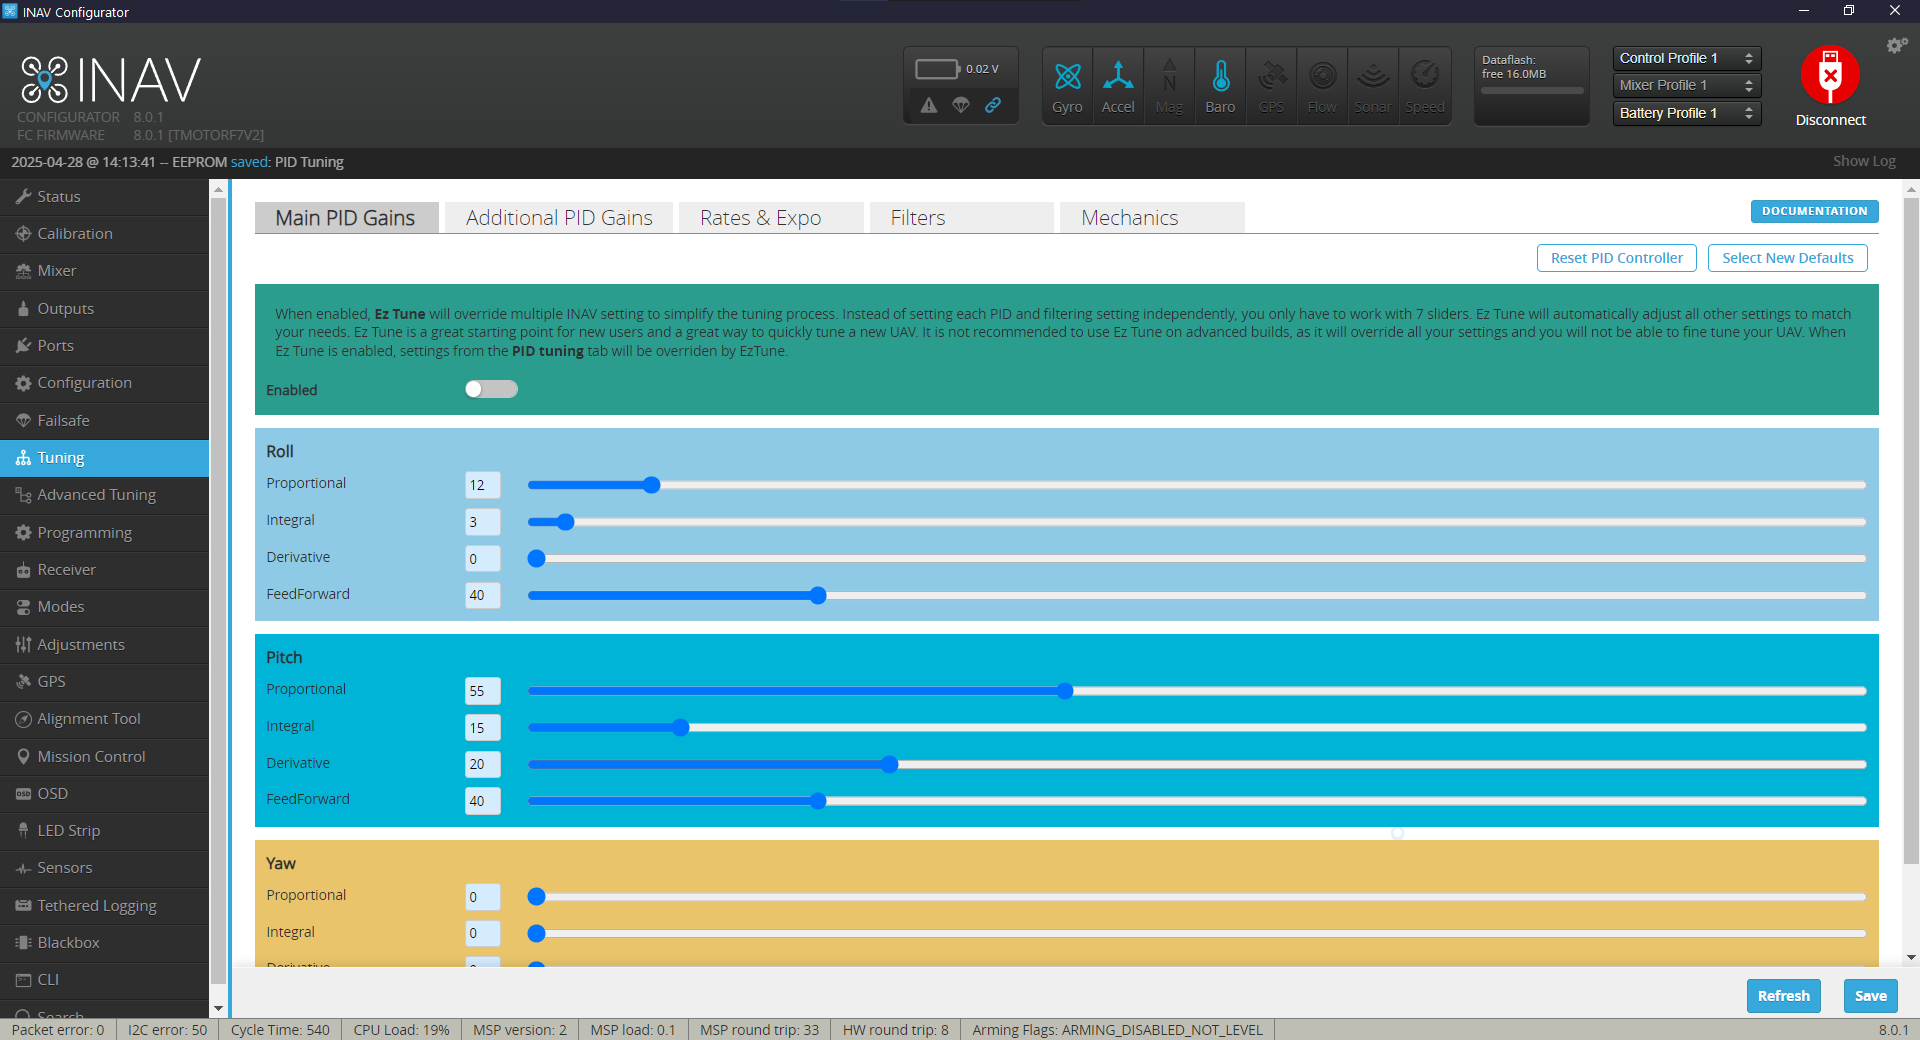 INAV Configurator
INAV
CONFIGURATOR 8.0.1
FC FIRMWARE 8.0.1 [TMOTORF7V2]
0.02 V
Gyro
Accel
Mag
Baro
GPS
Flow
Sonar
Speed
Dataflash:
free 16.0MB
Control Profile 1
Mixer Profile 1
Battery Profile 1
Disconnect
2025-04-28 @ 14:13:41 -- EEPROM saved: PID Tuning
Show Log
Status
Calibration
Mixer
Outputs
Ports
Configuration
Failsafe
Tuning
Advanced Tuning
Programming
Receiver
Modes
Adjustments
GPS
Alignment Tool
Mission Control
OSD
LED Strip
Sensors
Tethered Logging
Blackbox
CLI
Search
Main PID Gains
Additional PID Gains
Rates & Expo
Filters
Mechanics
DOCUMENTATION
Reset PID Controller
Select New Defaults
When enabled, Ez Tune will override multiple INAV setting to simplify the tuning process. Instead of setting each PID and filtering setting independently, you only have to work with 7 sliders. Ez Tune will automatically adjust all other settings to match
your needs. Ez Tune is a great starting point for new users and a great way to quickly tune a new UAV. It is not recommended to use Ez Tune on advanced builds, as it will override all your settings and you will not be able to fine tune your UAV. When
Ez Tune is enabled, settings from the PID tuning tab will be overriden by EzTune.
Enabled
Roll
Proportional 12
Integral 3
Derivative 0
FeedForward 40
Pitch
Proportional 55
Integral 15
Derivative 20
FeedForward 40
Yaw
Proportional 0
Integral 0
Derivative
Refresh
Save
Packet error: 0
I2C error: 50
Cycle Time: 540
CPU Load: 19%
MSP version: 2
MSP load: 0.1
MSP round trip: 33
HW round trip: 8
Arming Flags: ARMING_DISABLED_NOT_LEVEL
8.0.1